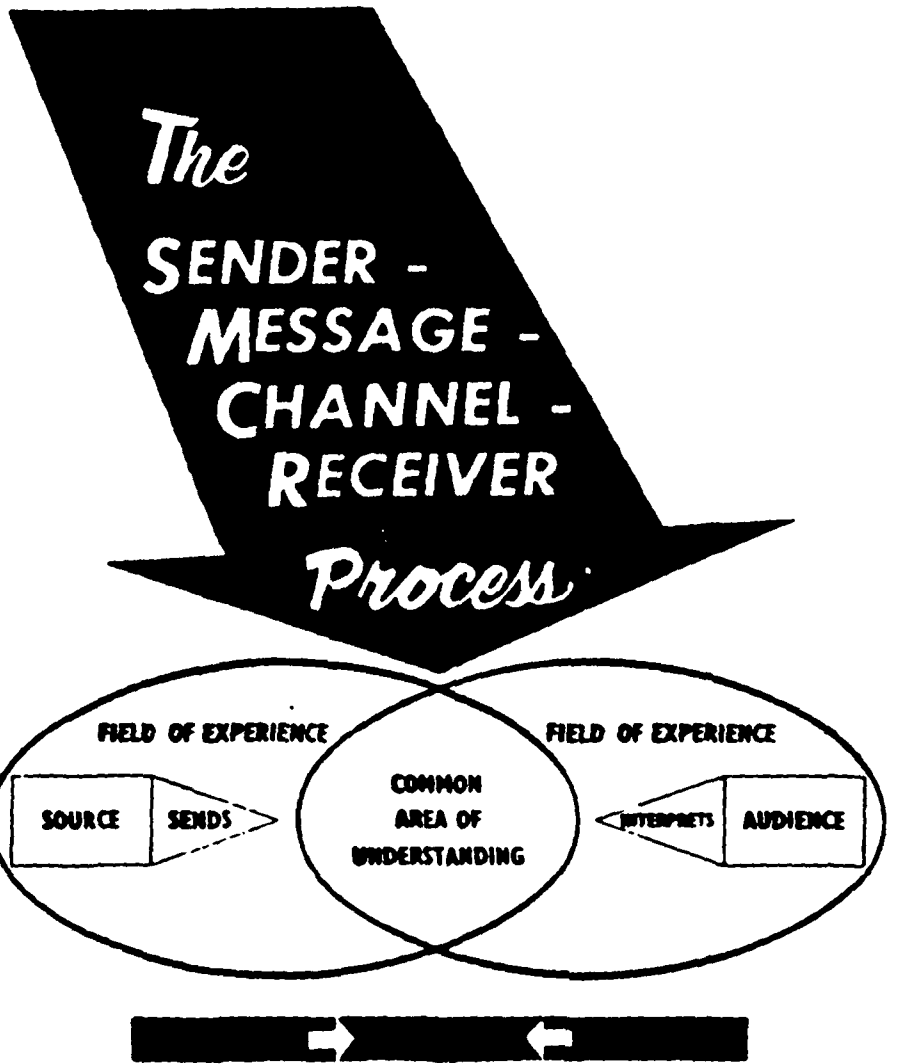 The
SENDER -
MESSAGE -
CHANNEL -
RECEIVER
Process
FIELD OF EXPERIENCE
FIELD OF EXPERIENCE
COMMON
AREA OF
UNDERSTANDING
SOURCE
SENDS
INTERPRETS
AUDIENCE